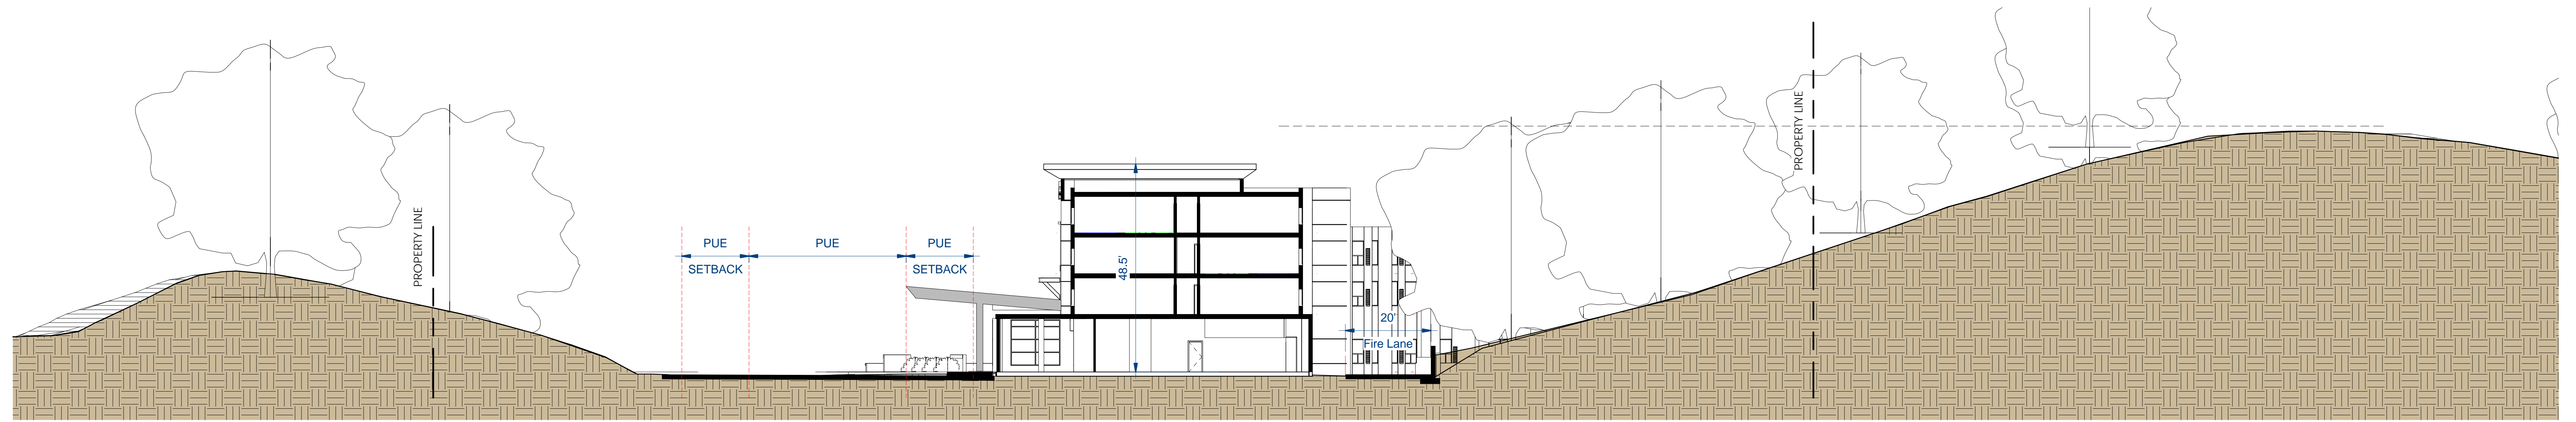 PROPERTY LINE
PUE
SETBACK
PUE
PUE
SETBACK
48.5'
20'
Fire Lane
PROPERTY LINE